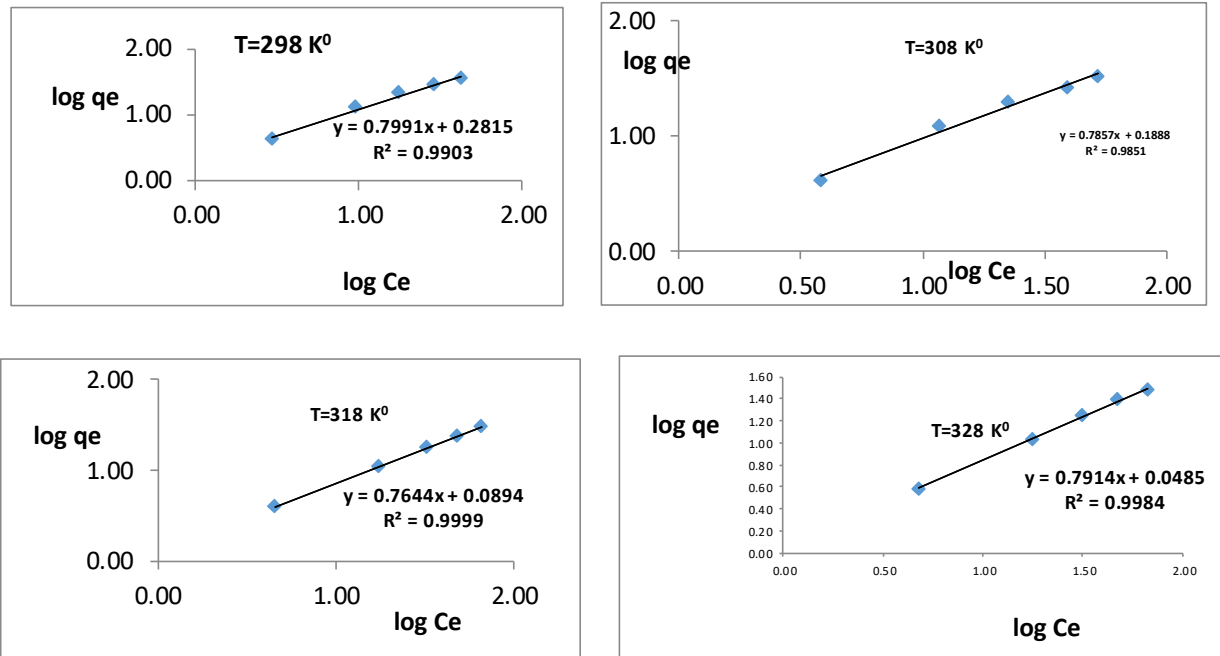 T=298 K⁰
2.00
log qe
1.00
y = 0.7991x + 0.2815
R² = 0.9903
0.00
0.00 1.00 2.00
log Ce
2.00
log qe
T=308 K⁰
1.00
y = 0.7857x + 0.1888
R² = 0.9851
0.00
log Ce
0.00 0.50 1.00 1.50 2.00
2.00
T=318 K⁰
log qe
1.00
y = 0.7644x + 0.0894
R² = 0.9999
0.00
0.00 1.00 2.00
log Ce
1.60
1.40
log qe
1.20
T=328 K⁰
1.00
0.80
y = 0.7914x + 0.0485
R² = 0.9984
0.60
0.40
0.20
0.00
0.00 0.50 1.00 1.50 2.00
log Ce